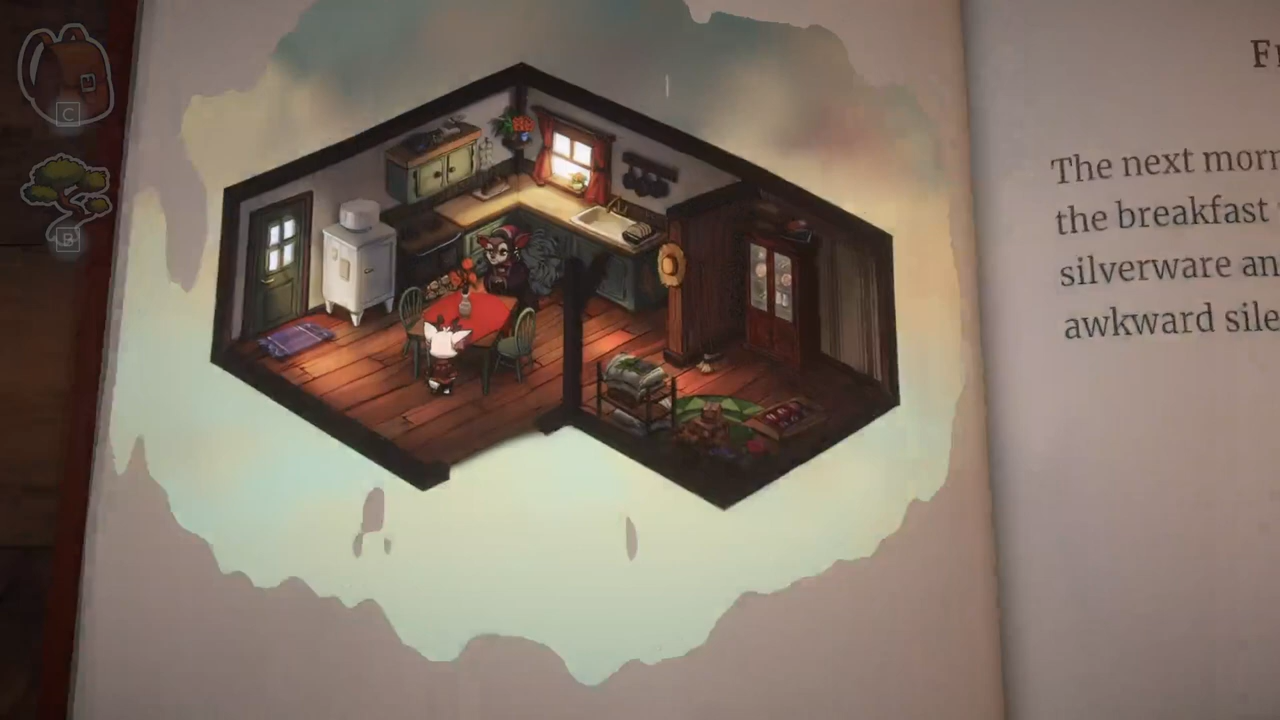 C
B
The next morn
the breakfast
silverware an
awkward sile